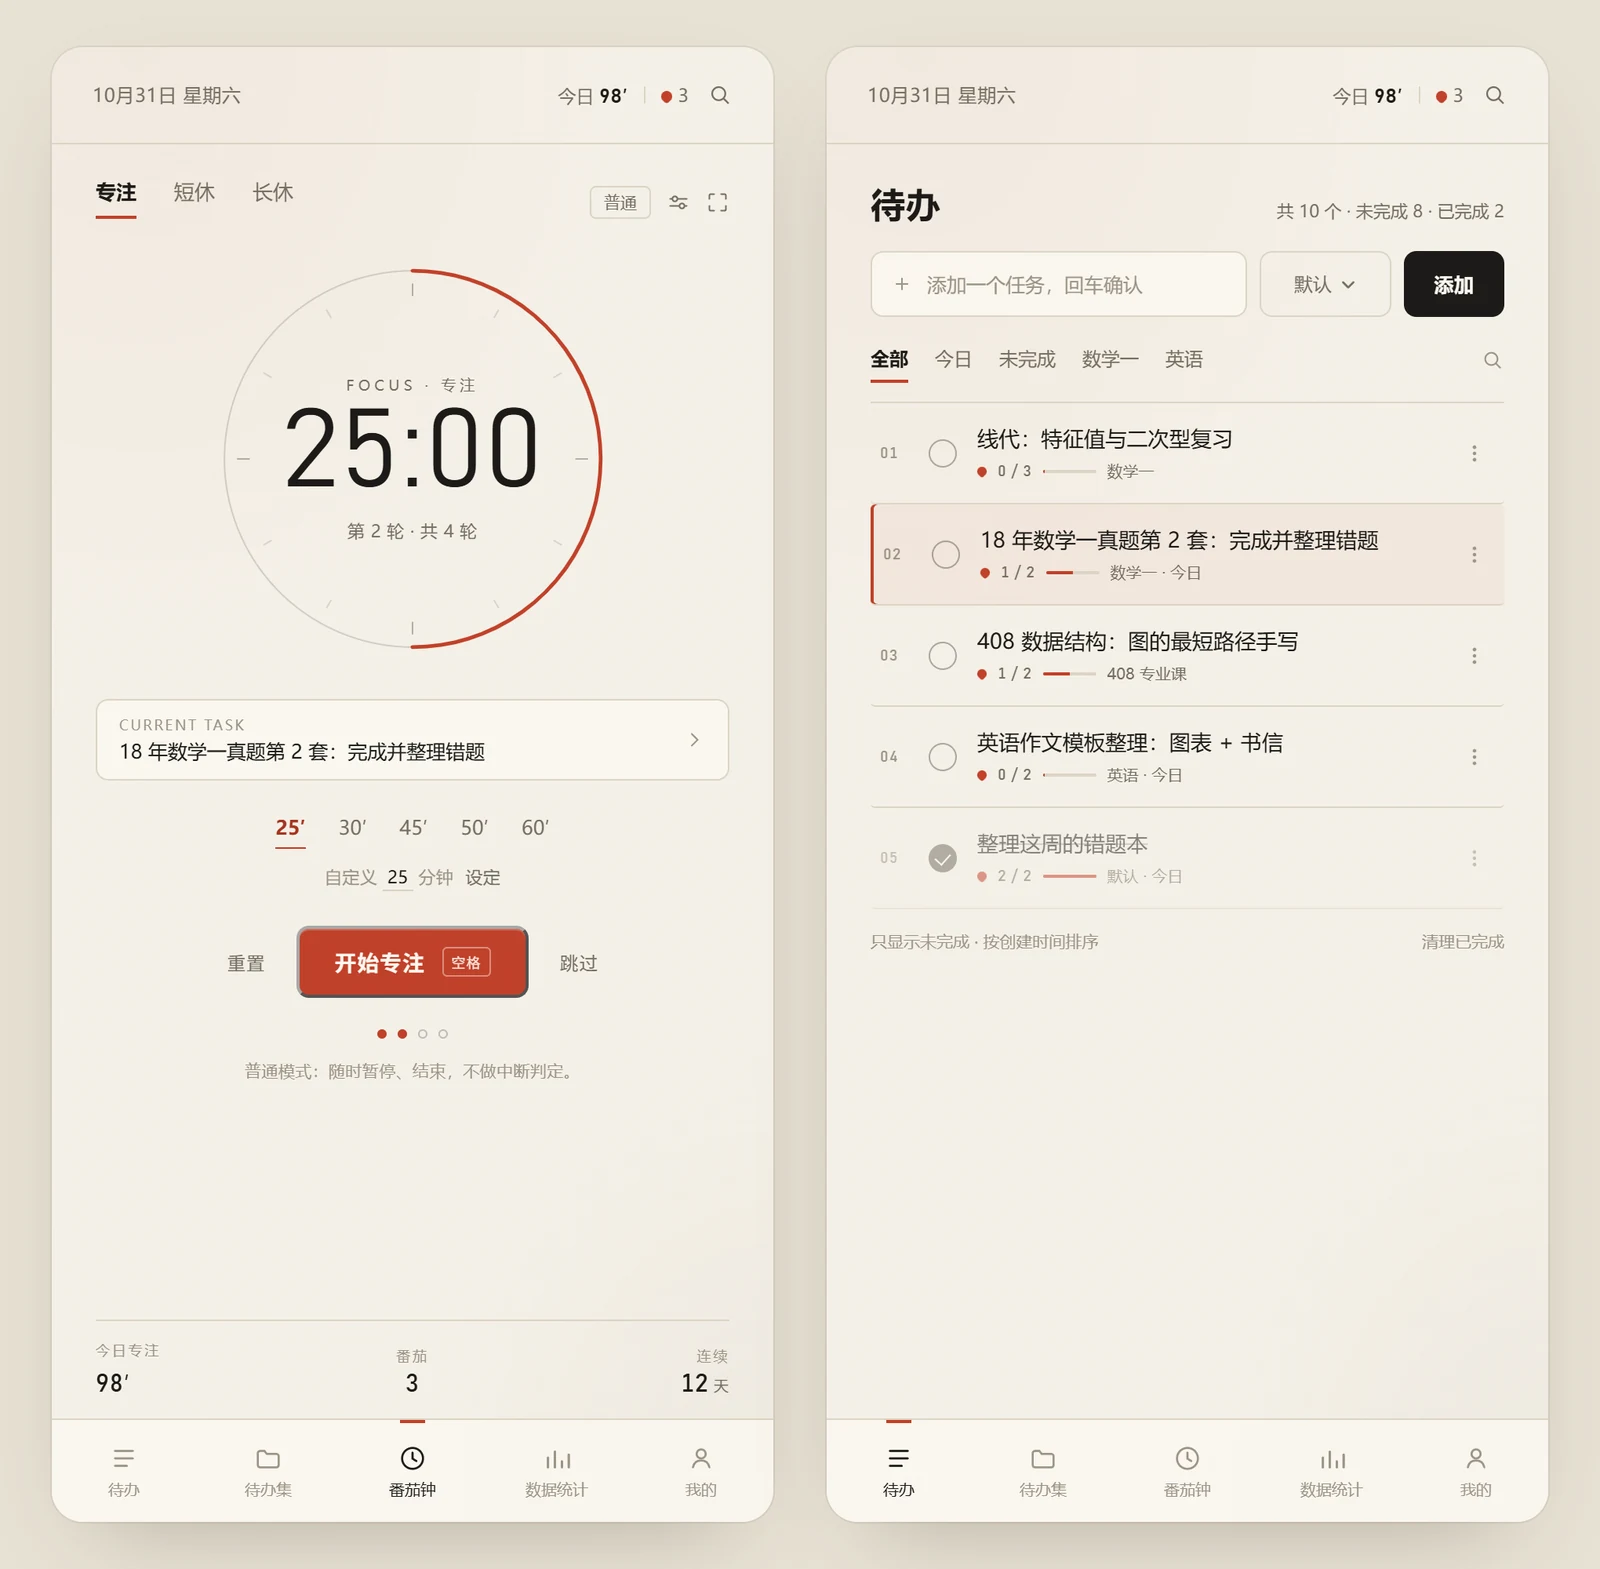 10月31日 星期六
今日 98′
3
专注 短休 长休
普通
FOCUS · 专注
25:00
第 2 轮 · 共 4 轮
CURRENT TASK
18 年数学一真题第 2 套：完成并整理错题
25′ 30′ 45′ 50′ 60′
自定义 25 分钟 设定
重置 开始专注 空格 跳过
普通模式：随时暂停、结束，不做中断判定。
今日专注 番茄 连续
98′ 3 12 天
待办 待办集 番茄钟 数据统计 我的
10月31日 星期六
今日 98′
3
待办
共 10 个 · 未完成 8 · 已完成 2
+ 添加一个任务，回车确认
默认
添加
全部 今日 未完成 数学一 英语
01 线代：特征值与二次型复习
0 / 3 数学一
02 18 年数学一真题第 2 套：完成并整理错题
1 / 2 数学一 · 今日
03 408 数据结构：图的最短路径手写
1 / 2 408 专业课
04 英语作文模板整理：图表 + 书信
0 / 2 英语 · 今日
05 整理这周的错题本
2 / 2 默认 · 今日
只显示未完成 · 按创建时间排序 清理已完成
待办 待办集 番茄钟 数据统计 我的